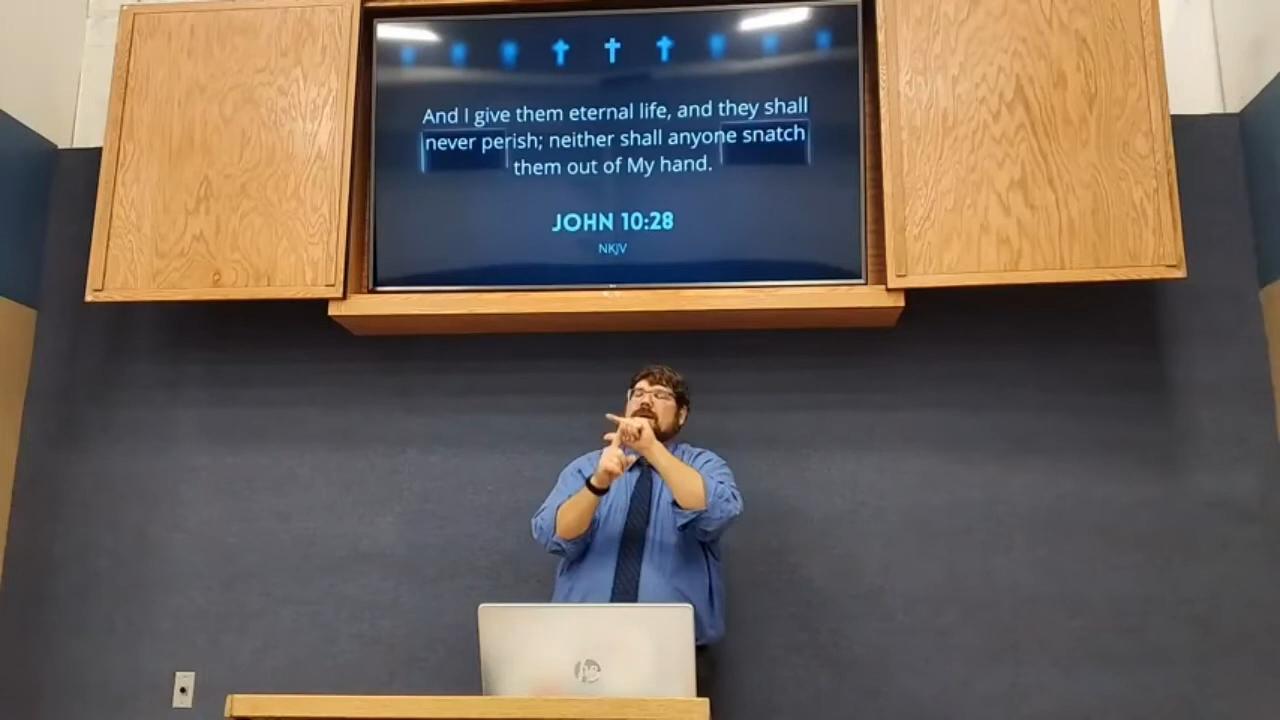 And I give them eternal life, and they shall
never perish; neither shall anyone snatch
them out of My hand.
JOHN 10:28
NKJV
hp